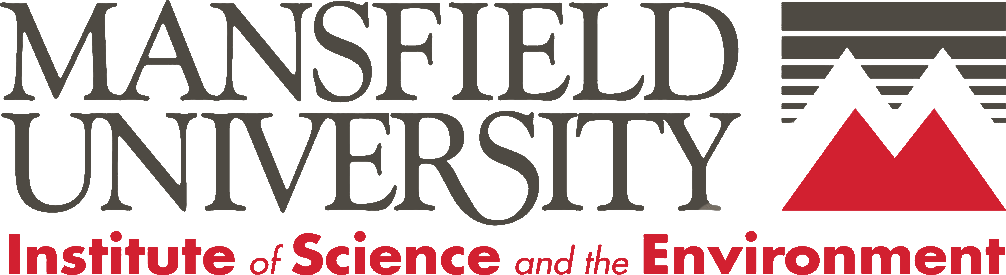 MANSFIELD
UNIVERSITY
Institute of Science and the Environment